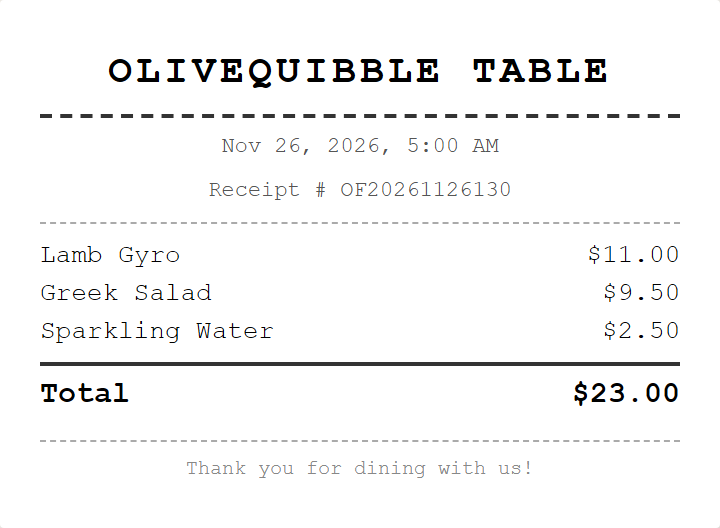 OLIVEQUIBBLE TABLE
Nov 26, 2026, 5:00 AM
Receipt # OF20261126130
Lamb Gyro $11.00
Greek Salad $9.50
Sparkling Water $2.50
Total $23.00
Thank you for dining with us!